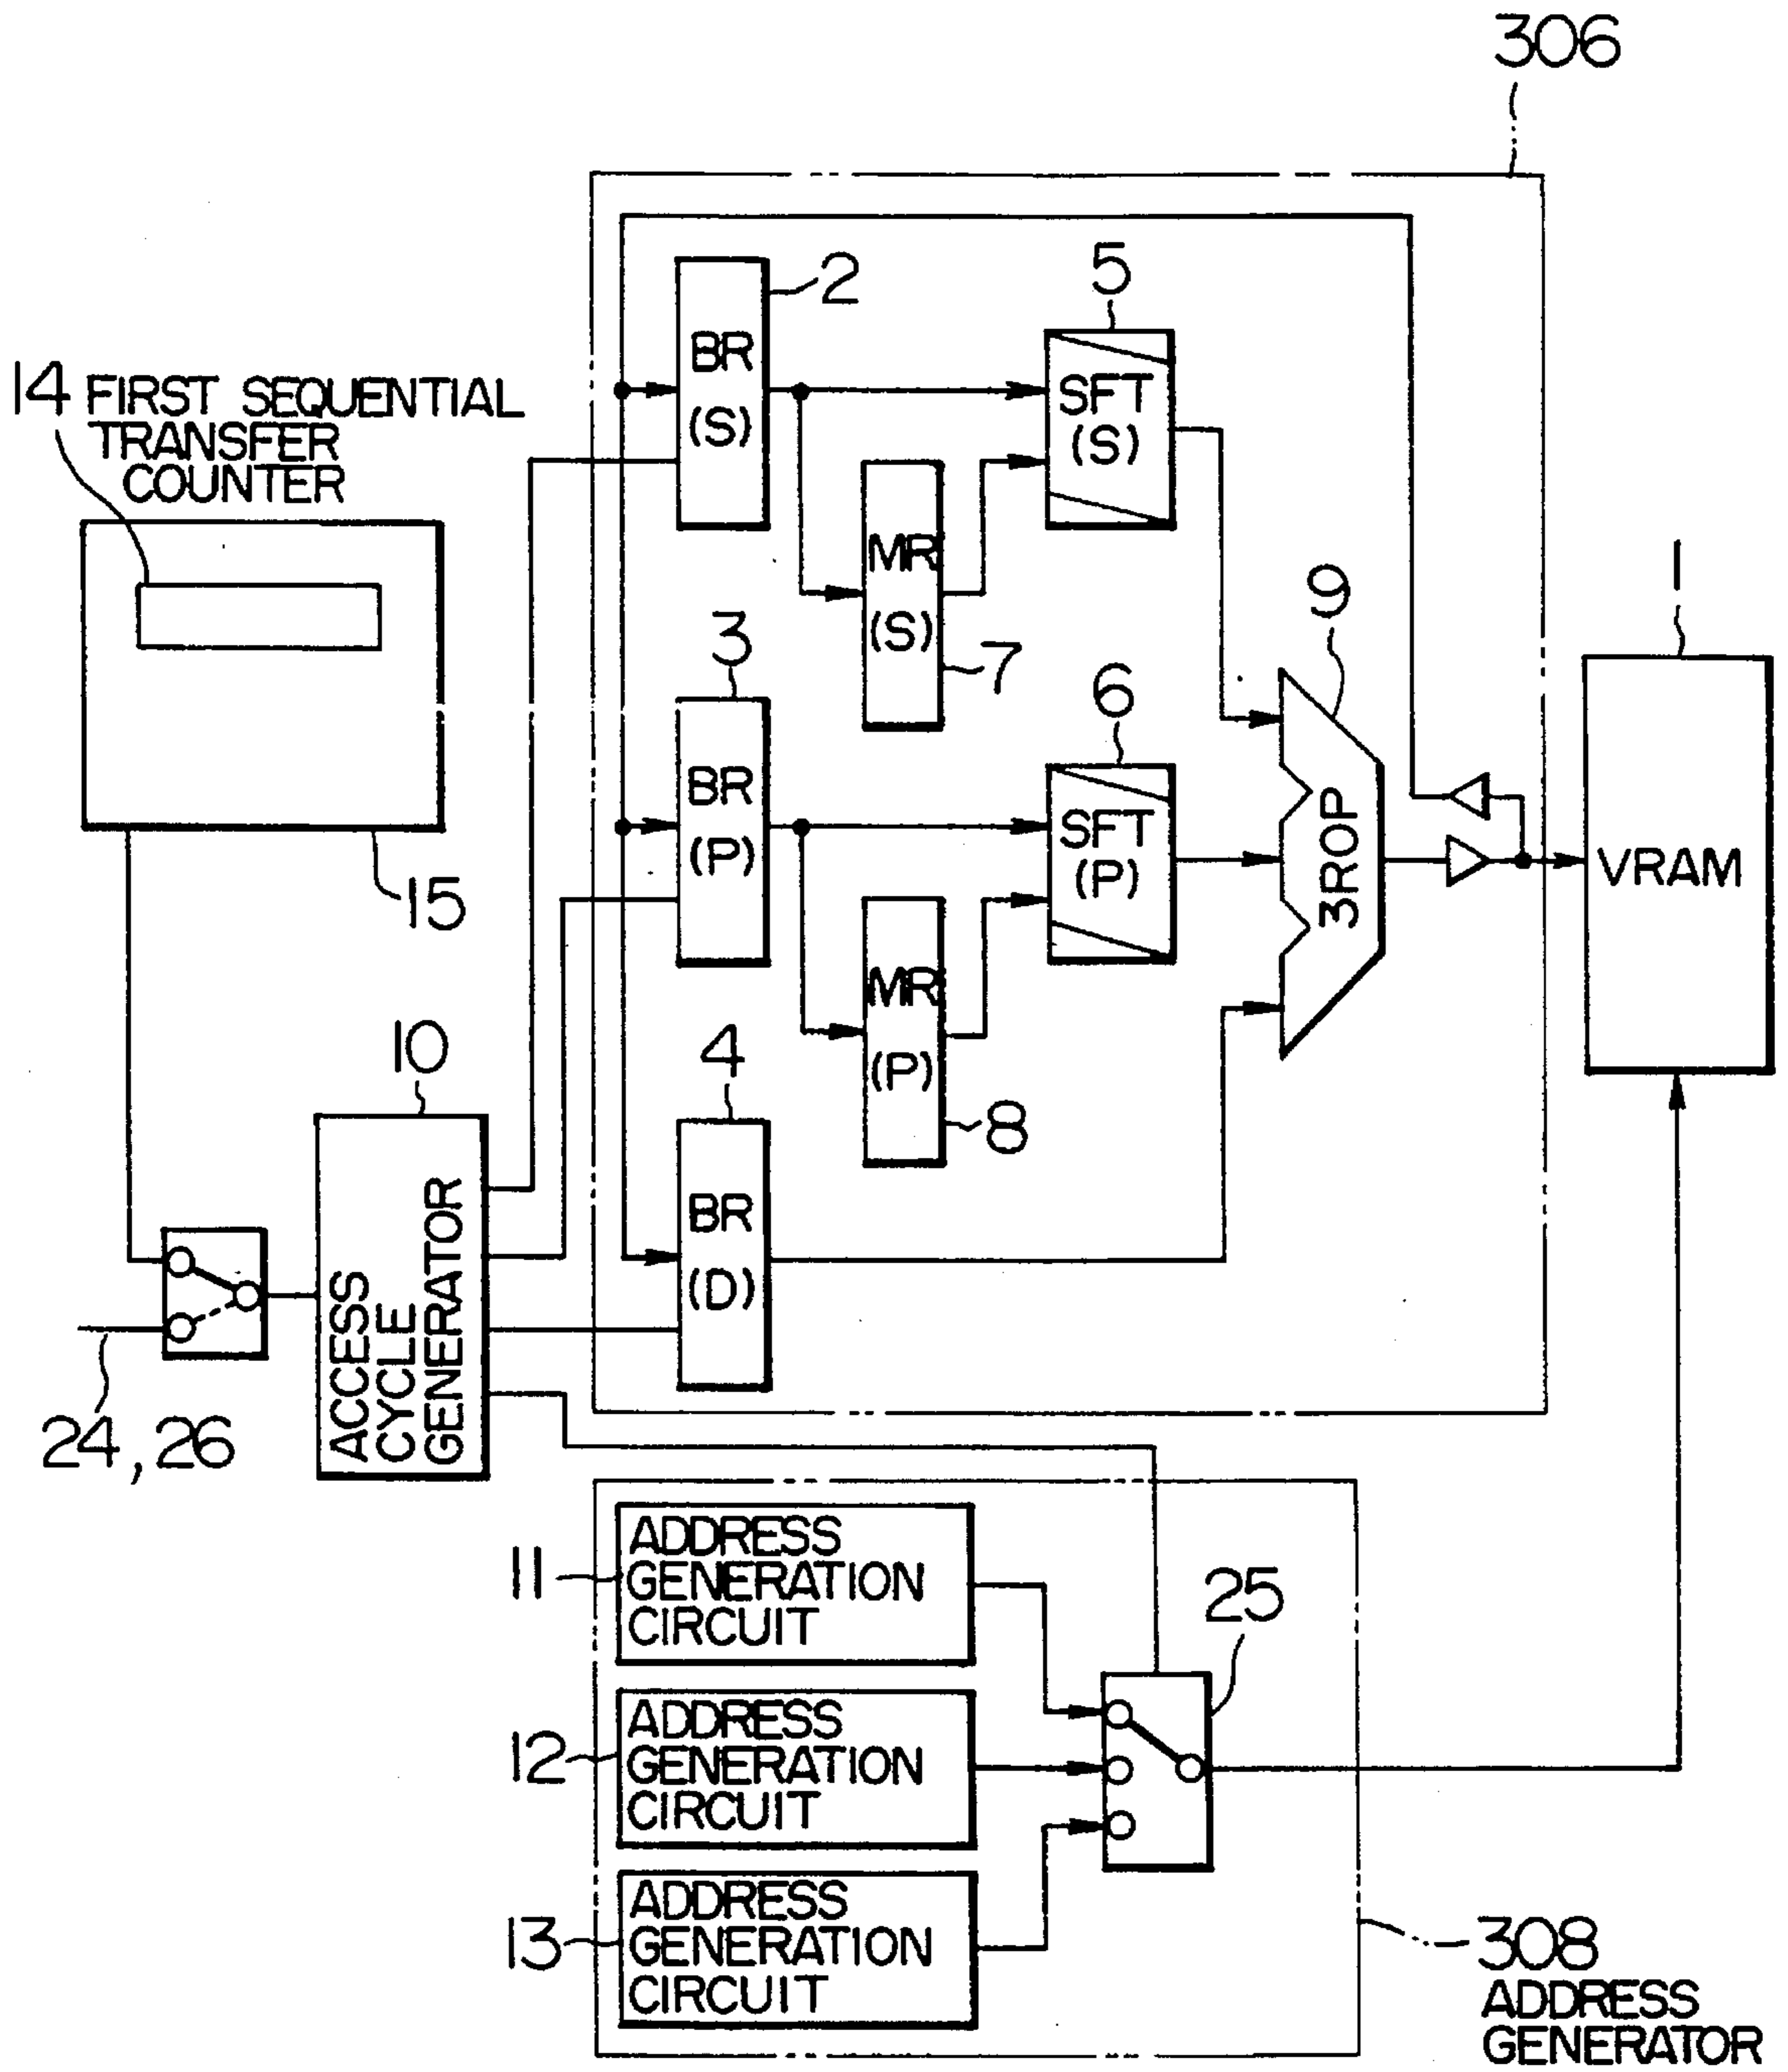 306
2
5
BR
(S)
SFT
(S)
14 FIRST SEQUENTIAL
TRANSFER
COUNTER
MR
(S)
7
1
9
3
6
BR
(P)
SFT
(P)
3ROP
VRAM
15
MR
(P)
8
10
4
BR
(D)
ACCESS
CYCLE
GENERATOR
24, 26
11
ADDRESS
GENERATION
CIRCUIT
25
12
ADDRESS
GENERATION
CIRCUIT
13
ADDRESS
GENERATION
CIRCUIT
308
ADDRESS
GENERATOR